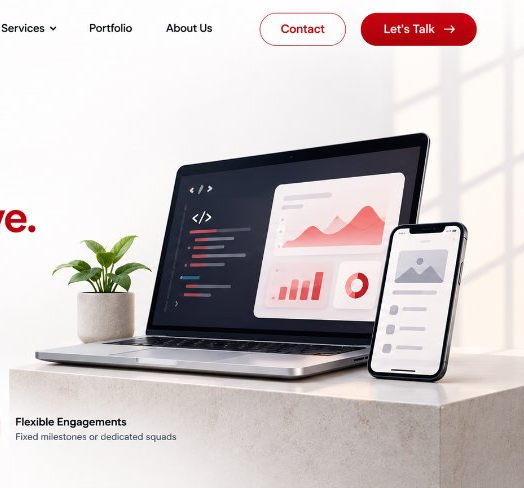 Services
Portfolio
About Us
Contact
Let's Talk →
ve.
</>
Flexible Engagements
Fixed milestones or dedicated squads